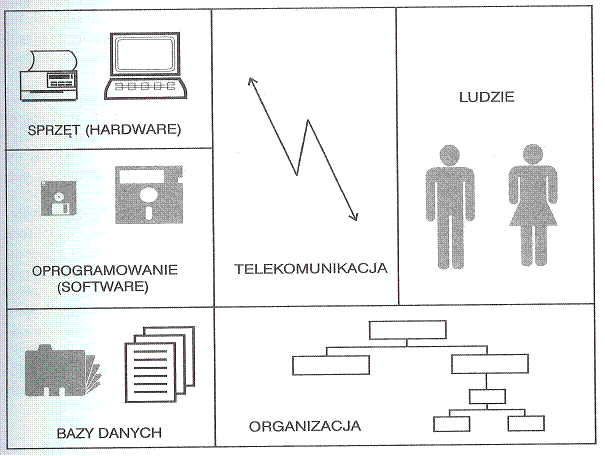 SPRZĘT (HARDWARE)
LUDZIE
OPROGRAMOWANIE
(SOFTWARE)
TELEKOMUNIKACJA
BAZY DANYCH
ORGANIZACJA